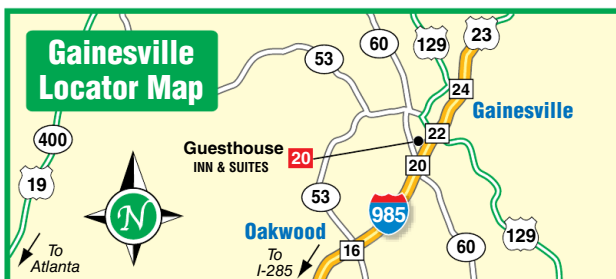 Gainesville
Locator Map
53
60
129
23
24
Gainesville
400
19
Guesthouse 20
INN & SUITES
22
20
53
985
Oakwood
129
N
To
Atlanta
To
I-285
16
60